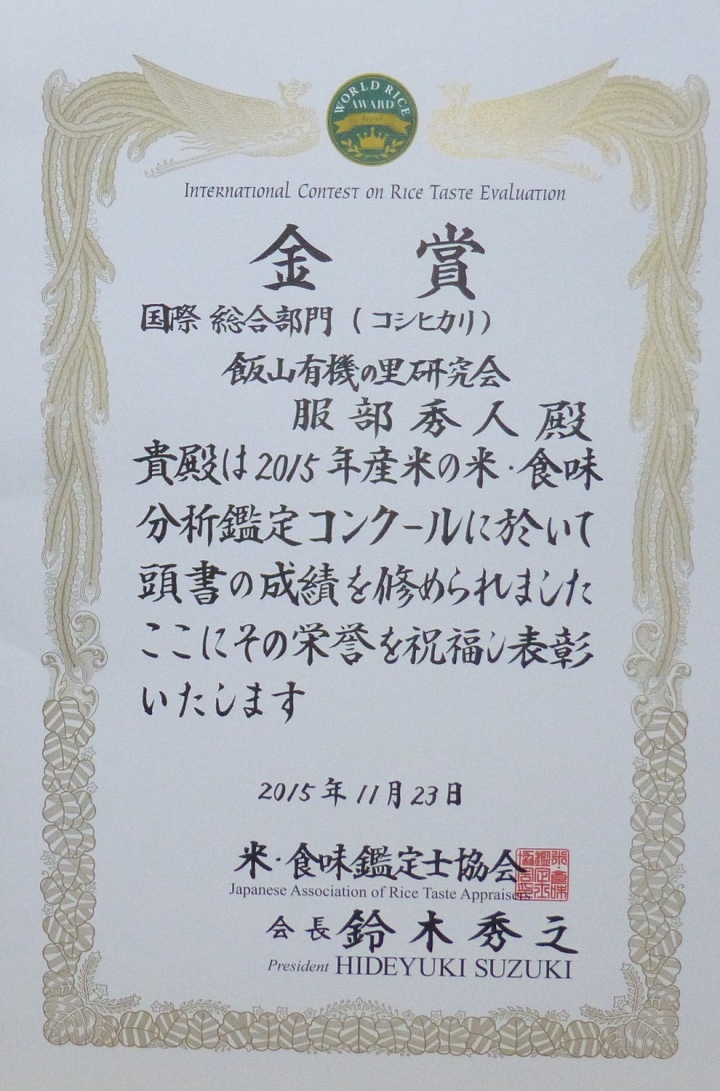 WORLD RICE
AWARD
International Contest on Rice Taste Evaluation
金 賞
国際 総合部門 (コシヒカリ)
飯山有機の里研究会
服部秀人 殿
貴殿は2015年産米の米・食味
分析鑑定コンクールに於いて
頭書の成績を修められました
ここにその栄誉を祝福し表彰
いたします
2015年11月23日
米・食味鑑定士協会
Japanese Association of Rice Taste Appraisers
会長 鈴木秀之
President HIDEYUKI SUZUKI